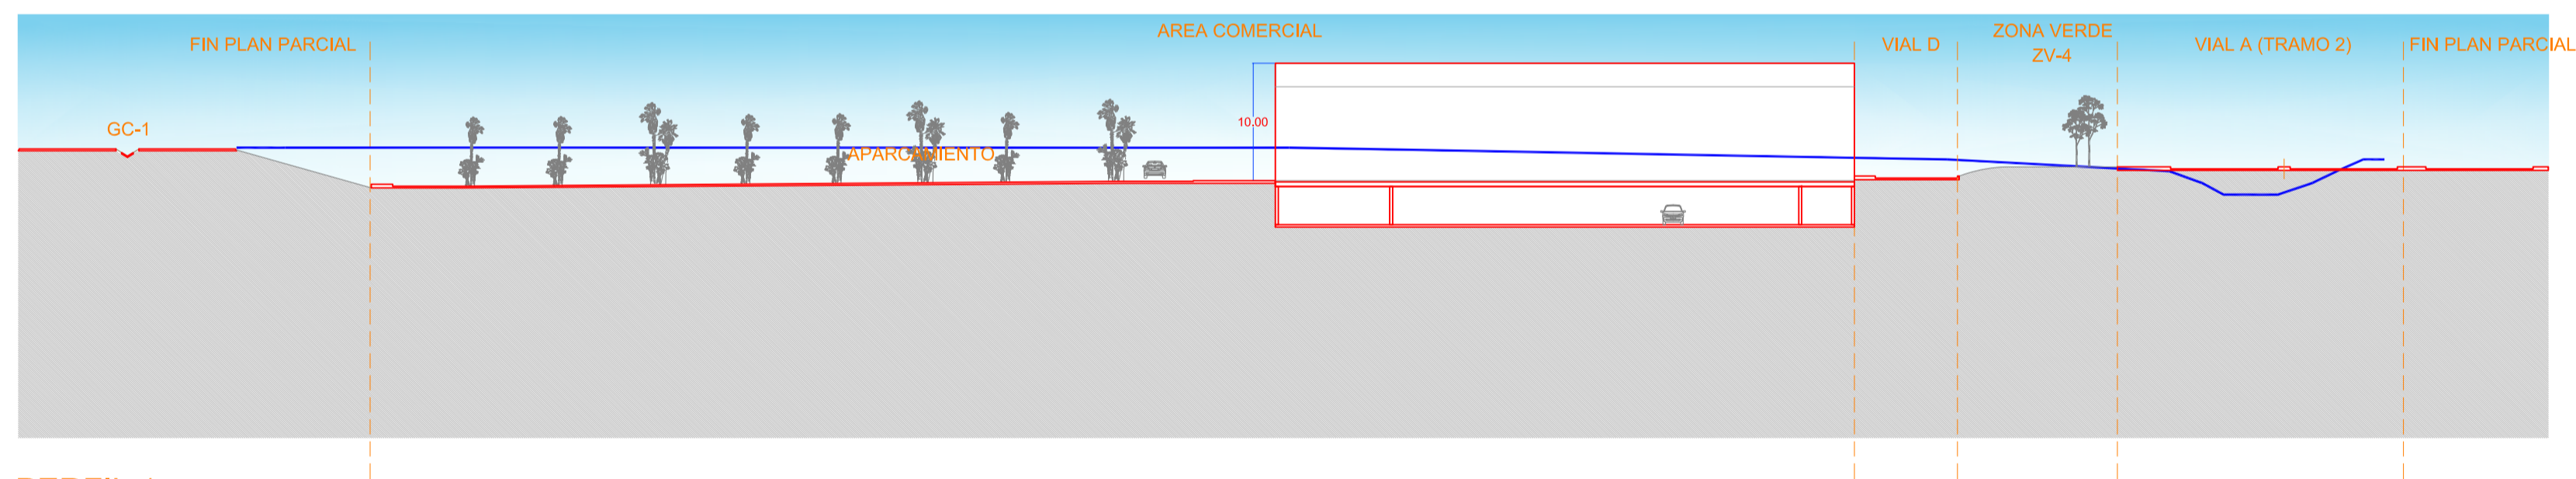 AREA COMERCIAL
ZONA VERDE
ZV-4
FIN PLAN PARCIAL
VIAL D
VIAL A (TRAMO 2)
FIN PLAN PARCIAL
GC-1
10.00
APARCAMIENTO